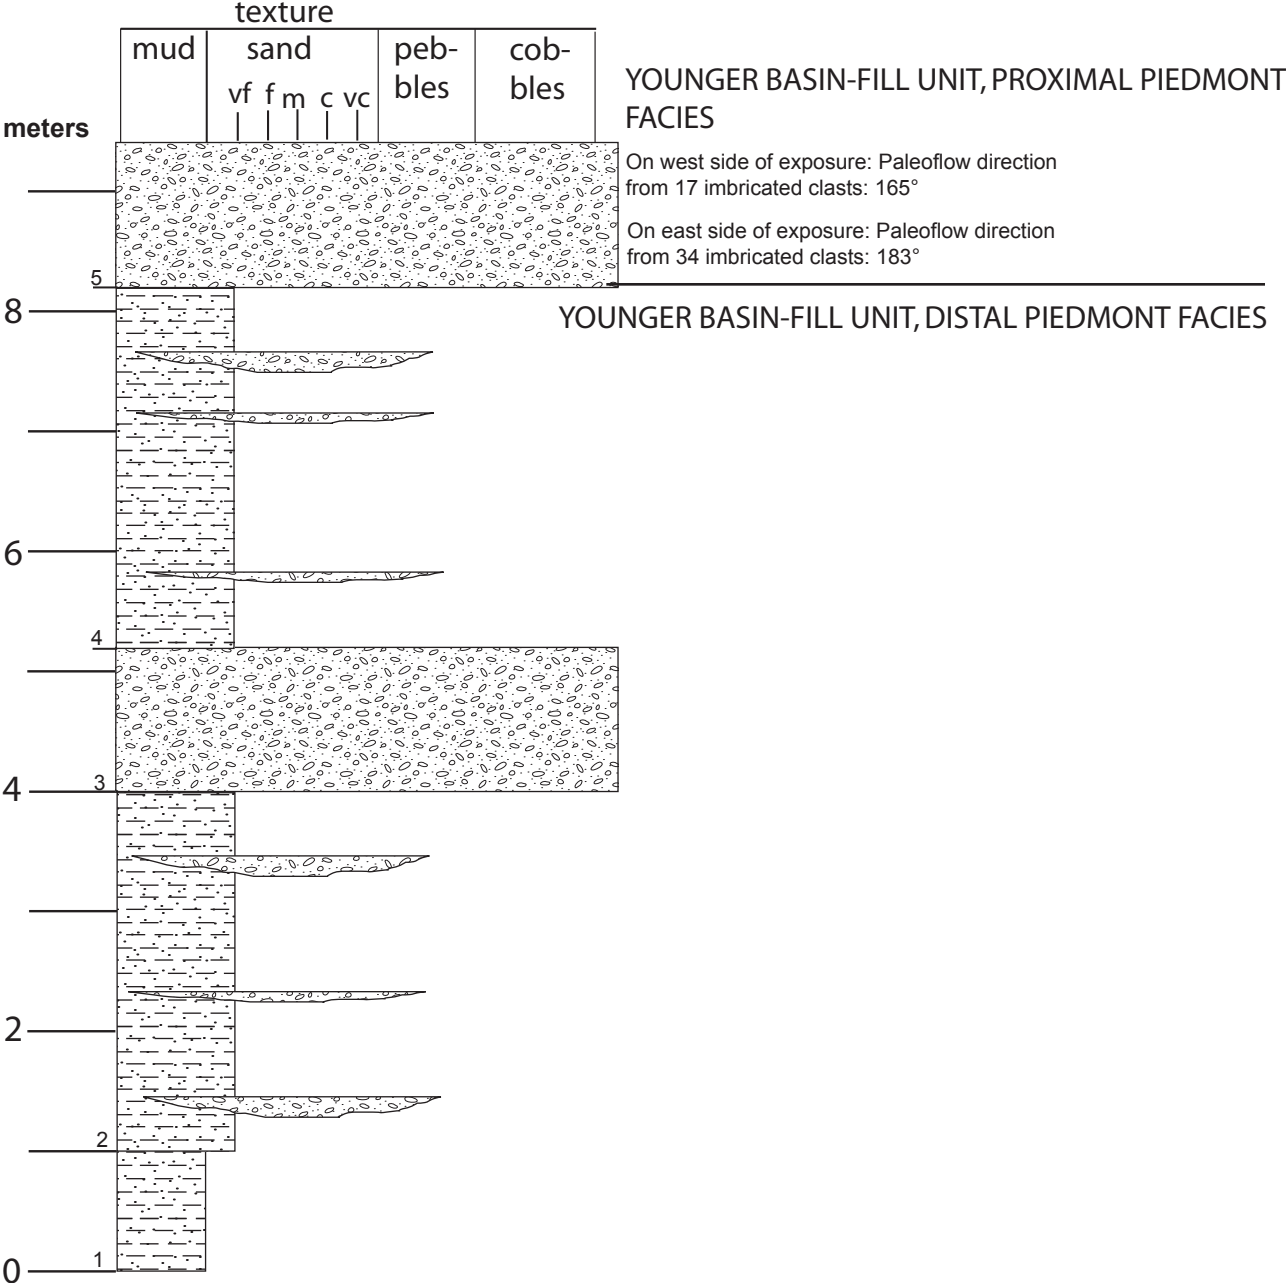 texture
mud sand peb- cob-
bles bles
vf f m c vc
meters
YOUNGER BASIN-FILL UNIT, PROXIMAL PIEDMONT
FACIES
On west side of exposure: Paleoflow direction
from 17 imbricated clasts: 165°
On east side of exposure: Paleoflow direction
from 34 imbricated clasts: 183°
5
8
YOUNGER BASIN-FILL UNIT, DISTAL PIEDMONT FACIES
6
4
4
3
2
2
1
0